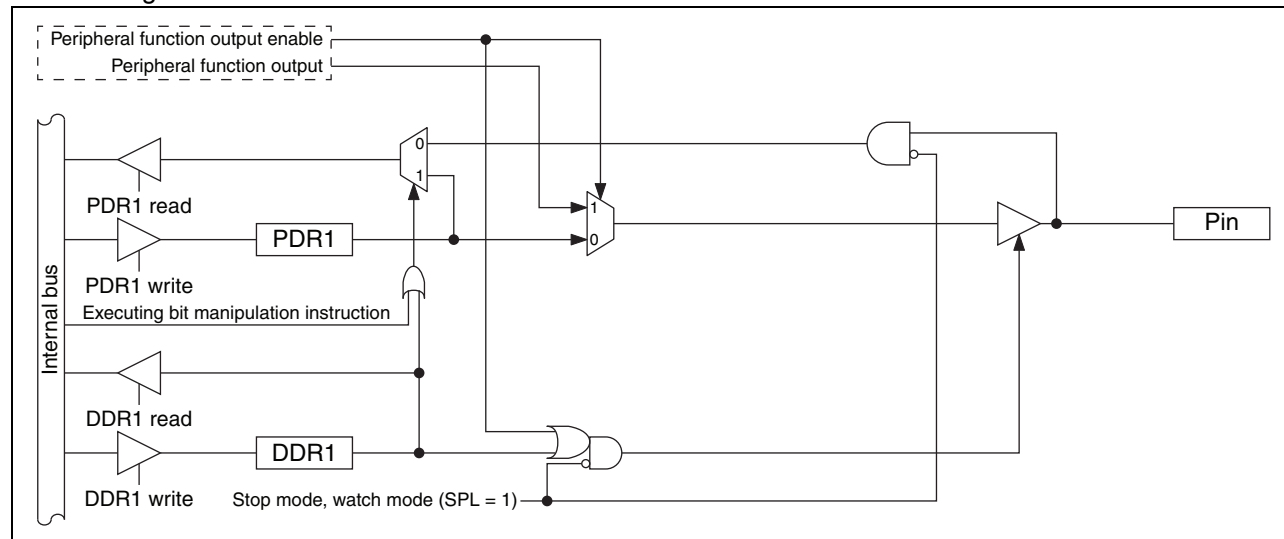 Peripheral function output enable
Peripheral function output
0
1
PDR1 read
1
Pin
PDR1
0
PDR1 write
Executing bit manipulation instruction
Internal bus
DDR1 read
DDR1
DDR1 write
Stop mode, watch mode (SPL = 1)